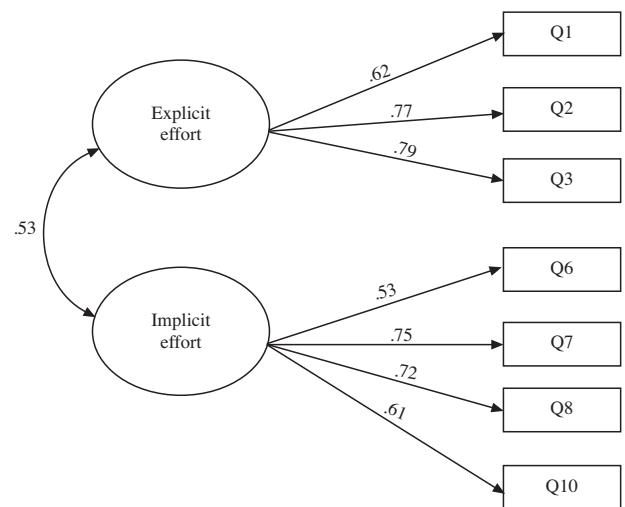 Q1
.62
Explicit
effort
.77
Q2
.79
Q3
.53
Q6
.53
Implicit
effort
.75
Q7
.72
Q8
.61
Q10